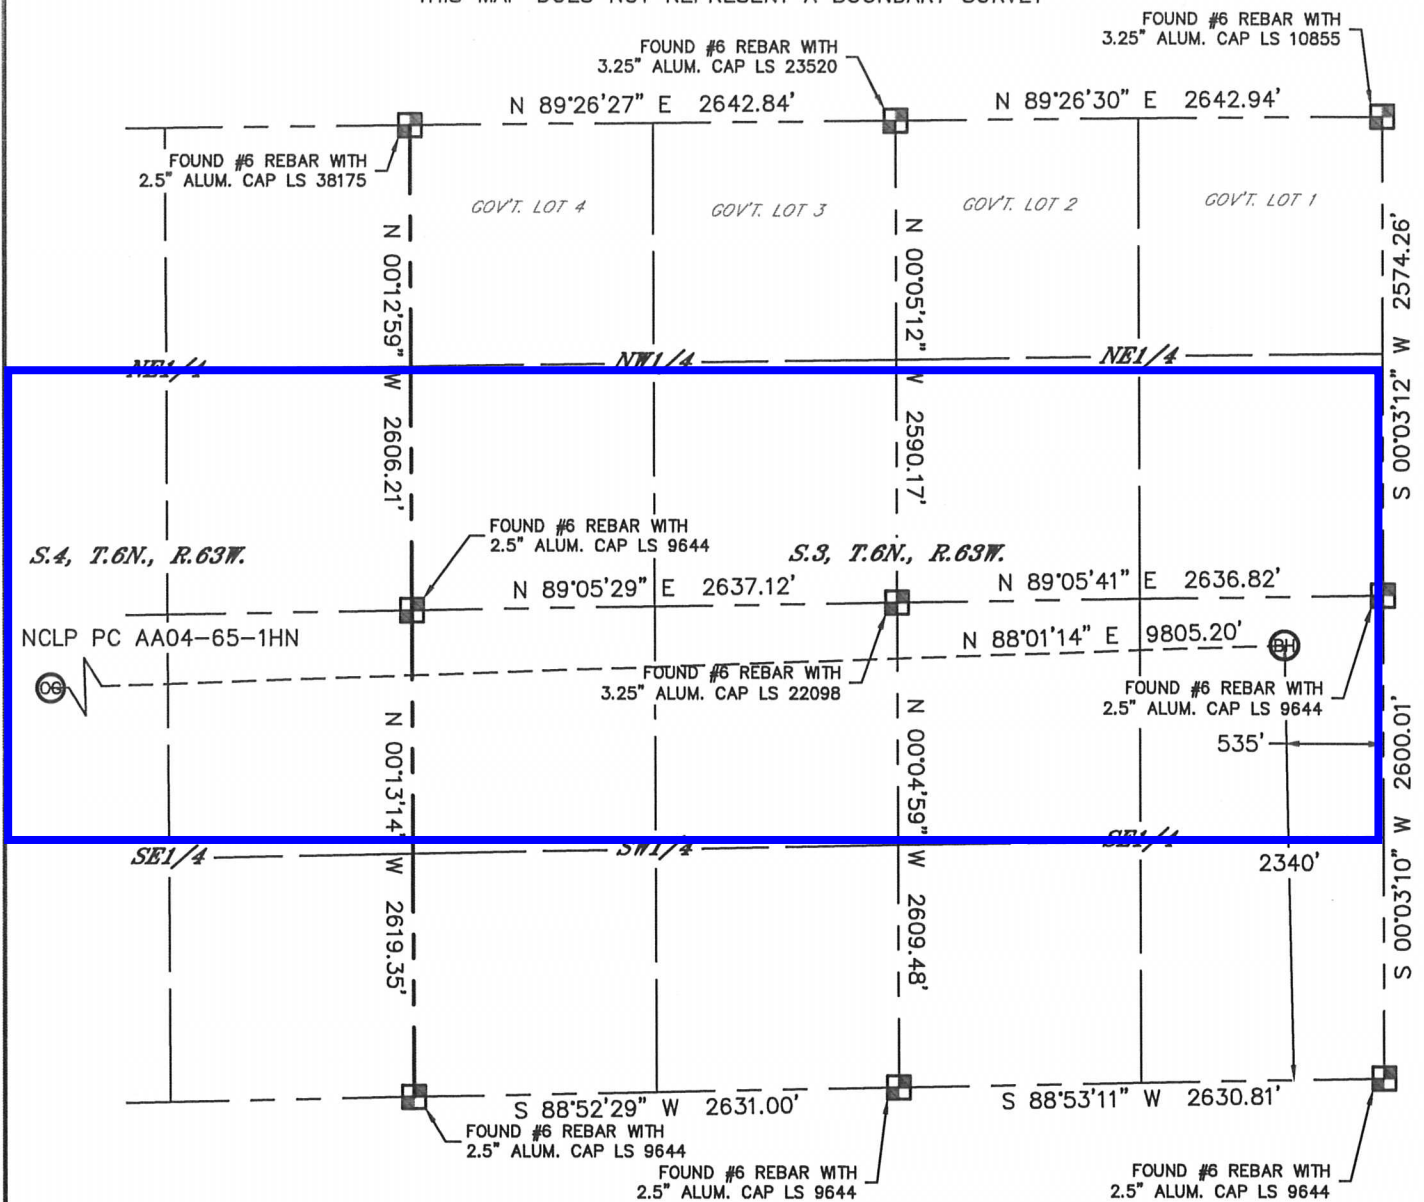 THIS MAP DOES NOT REPRESENT A BOUNDARY SURVEY
FOUND #6 REBAR WITH
3.25" ALUM. CAP LS 10855
FOUND #6 REBAR WITH
3.25" ALUM. CAP LS 23520
N 89°26'27" E 2642.84'
N 89°26'30" E 2642.94'
FOUND #6 REBAR WITH
2.5" ALUM. CAP LS 38175
GOV'T. LOT 4
GOV'T. LOT 3
GOV'T. LOT 2
GOV'T. LOT 1
N 00°12'59" W 2606.21'
N 00°05'12" W 2590.17'
S 00°03'12" W 2574.26'
NE1/4
NW1/4
NE1/4
FOUND #6 REBAR WITH
2.5" ALUM. CAP LS 9644
S.4, T.6N., R.63W.
S.3, T.6N., R.63W.
N 89°05'29" E 2637.12'
N 89°05'41" E 2636.82'
NCLP PC AA04-65-1HN
N 88°01'14" E 9805.20'
BH
OG
FOUND #6 REBAR WITH
3.25" ALUM. CAP LS 22098
FOUND #6 REBAR WITH
2.5" ALUM. CAP LS 9644
535'
N 00°13'14" W 2619.35'
N 00°04'59" W 2609.48'
S 00°03'10" W 2600.01'
SE1/4
SW1/4
SE1/4
2340'
S 88°52'29" W 2631.00'
S 88°53'11" W 2630.81'
FOUND #6 REBAR WITH
2.5" ALUM. CAP LS 9644
FOUND #6 REBAR WITH
2.5" ALUM. CAP LS 9644
FOUND #6 REBAR WITH
2.5" ALUM. CAP LS 9644